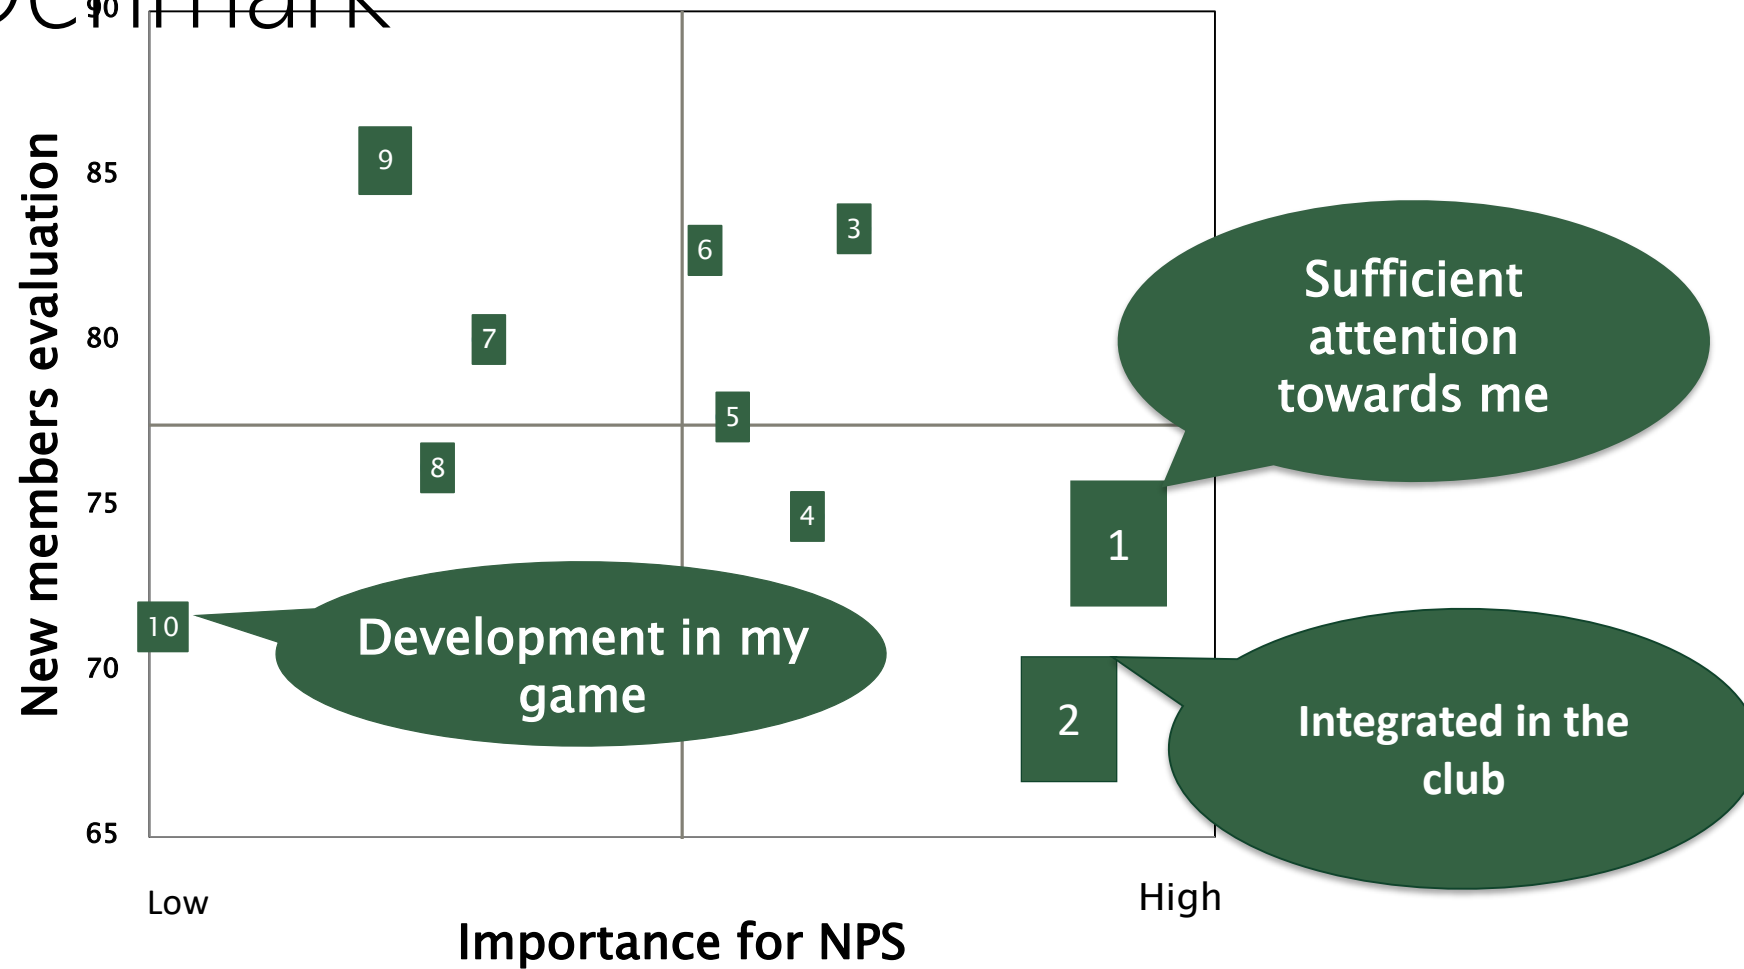 90
New members evaluation
85
80
75
70
65
9
6
3
7
5
8
4
1
10
2
Sufficient
attention
towards me
Development in my
game
Integrated in the
club
Low
High
Importance for NPS